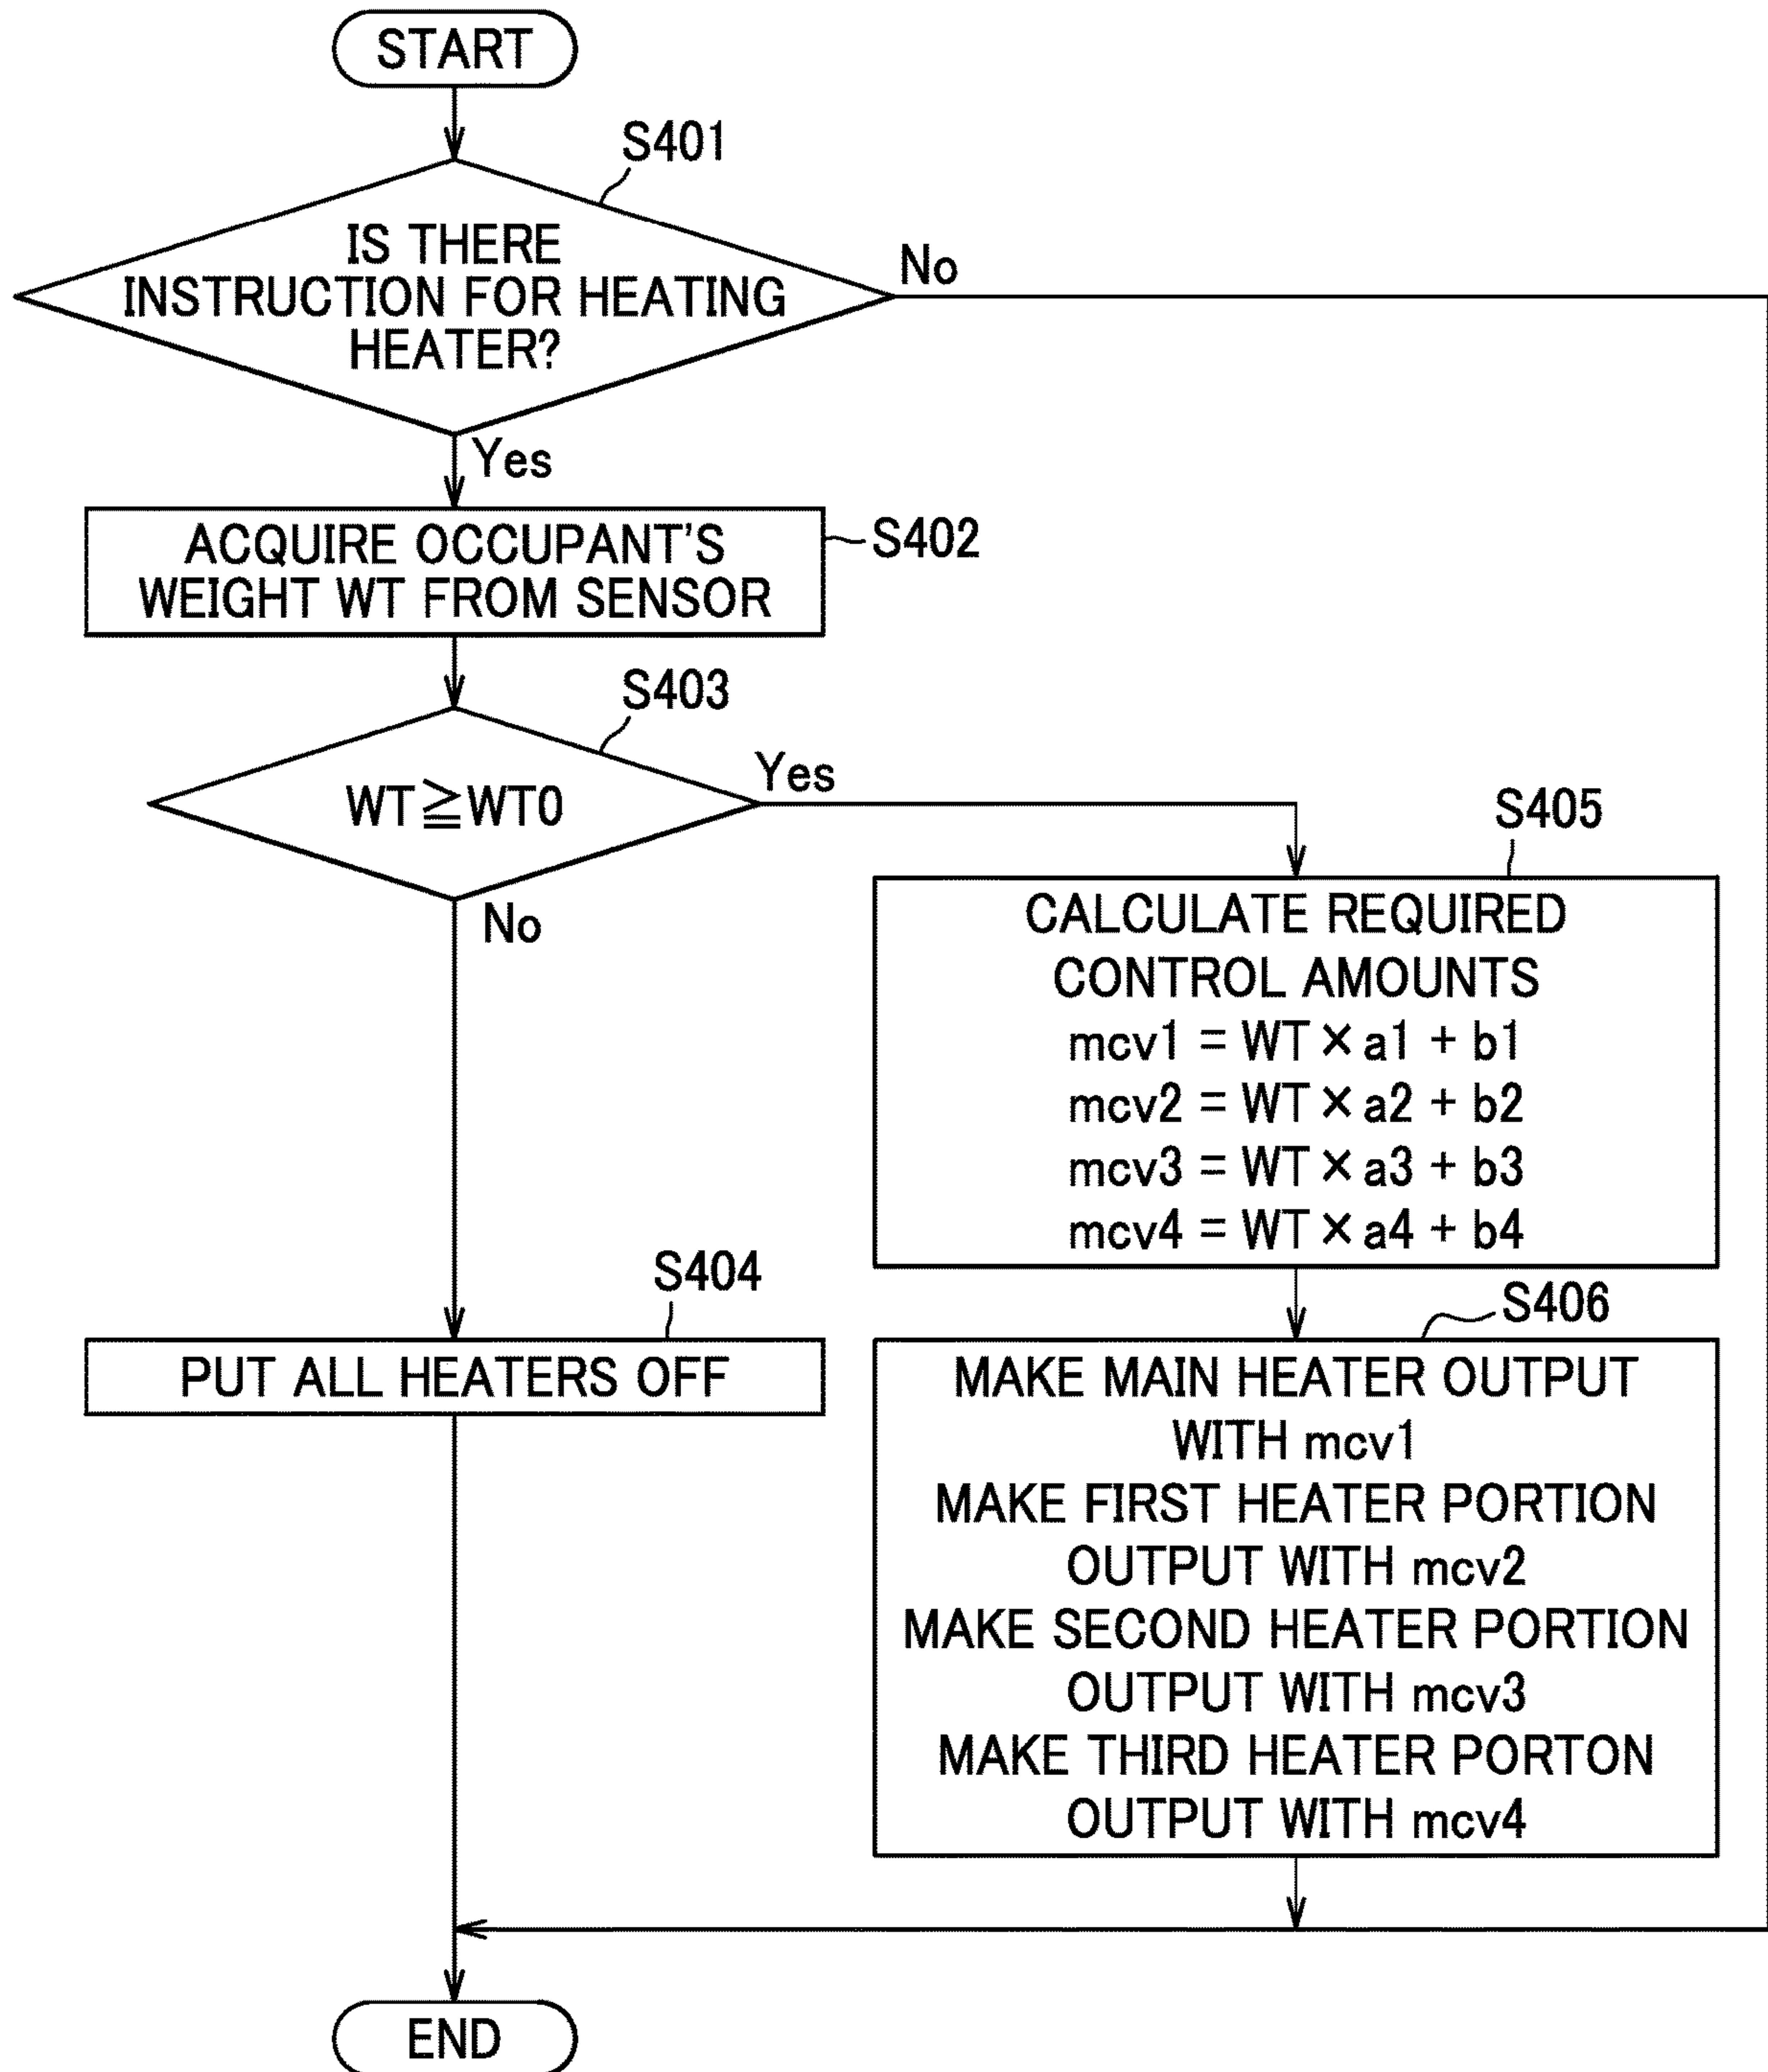 START
S401
IS THERE
INSTRUCTION FOR HEATING
HEATER?
No
Yes
ACQUIRE OCCUPANT'S
WEIGHT WT FROM SENSOR
S402
S403
WT≧WT0
Yes
No
S405
CALCULATE REQUIRED
CONTROL AMOUNTS
mcv1 = WT × a1 + b1
mcv2 = WT × a2 + b2
mcv3 = WT × a3 + b3
mcv4 = WT × a4 + b4
S404
PUT ALL HEATERS OFF
S406
MAKE MAIN HEATER OUTPUT
WITH mcv1
MAKE FIRST HEATER PORTION
OUTPUT WITH mcv2
MAKE SECOND HEATER PORTION
OUTPUT WITH mcv3
MAKE THIRD HEATER PORTON
OUTPUT WITH mcv4
END